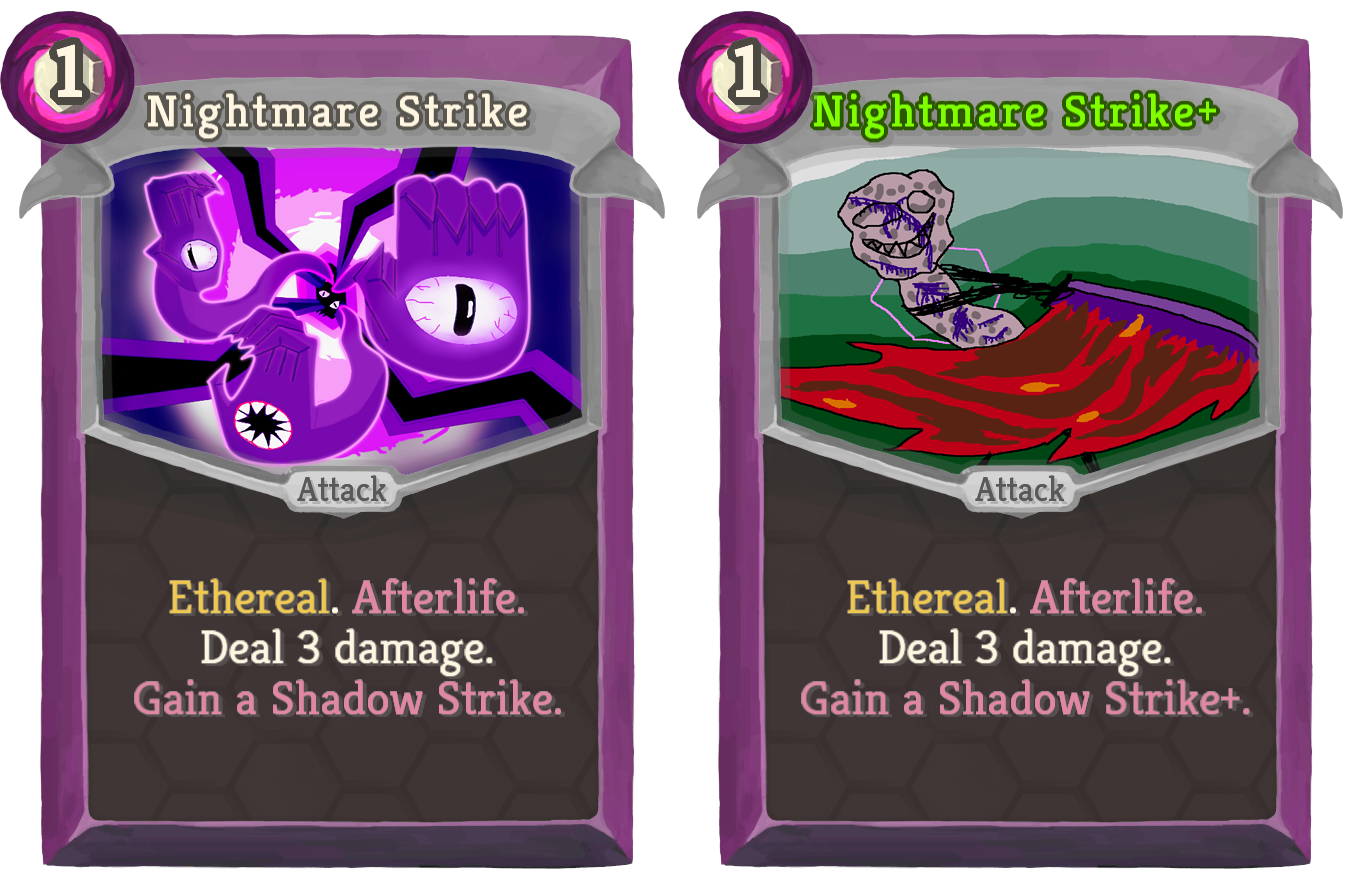 1
Nightmare Strike
Attack
Ethereal. Afterlife.
Deal 3 damage.
Gain a Shadow Strike.
1
Nightmare Strike+
Attack
Ethereal. Afterlife.
Deal 3 damage.
Gain a Shadow Strike+.